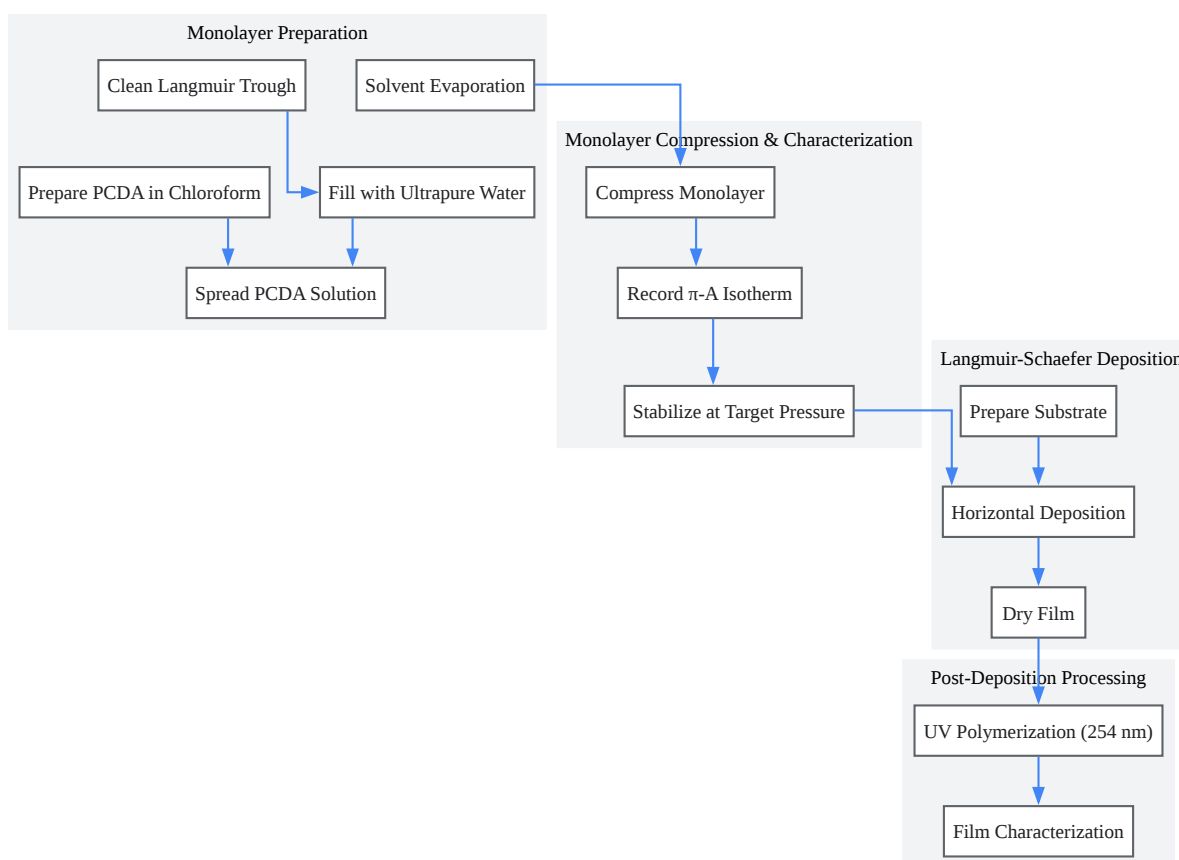 Monolayer Preparation
Clean Langmuir Trough
Solvent Evaporation
Prepare PCDA in Chloroform
Fill with Ultrapure Water
Spread PCDA Solution
Monolayer Compression & Characterization
Compress Monolayer
Record π-A Isotherm
Stabilize at Target Pressure
Langmuir-Schaefer Deposition
Prepare Substrate
Horizontal Deposition
Dry Film
Post-Deposition Processing
UV Polymerization (254 nm)
Film Characterization